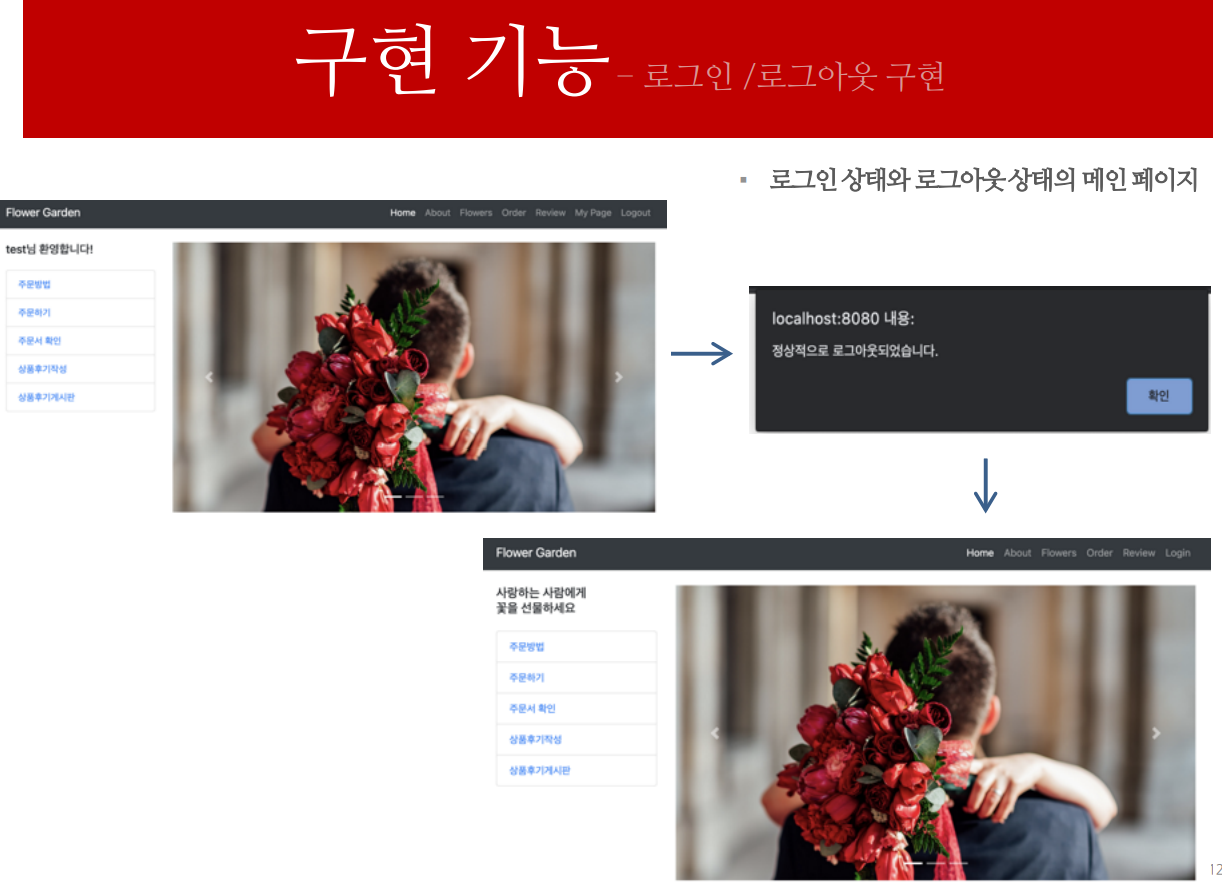 구현 기능 – 로그인 /로그아웃 구현
▪ 로그인 상태와 로그아웃 상태의 메인 페이지
Flower Garden
Home About Flowers Order Review My Page Logout
test님 환영합니다!
주문방법
주문하기
주문서 확인
상품후기작성
상품후기게시판
localhost:8080 내용:
정상적으로 로그아웃되었습니다.
확인
Flower Garden
Home About Flowers Order Review Login
사랑하는 사람에게
꽃을 선물하세요
주문방법
주문하기
주문서 확인
상품후기작성
상품후기게시판
12